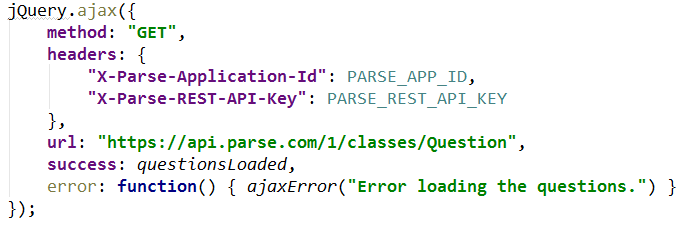 jQuery.ajax({
    method: "GET",
    headers: {
        "X-Parse-Application-Id": PARSE_APP_ID,
        "X-Parse-REST-API-Key": PARSE_REST_API_KEY
    },
    url: "https://api.parse.com/1/classes/Question",
    success: questionsLoaded,
    error: function() { ajaxError("Error loading the questions.") }
});